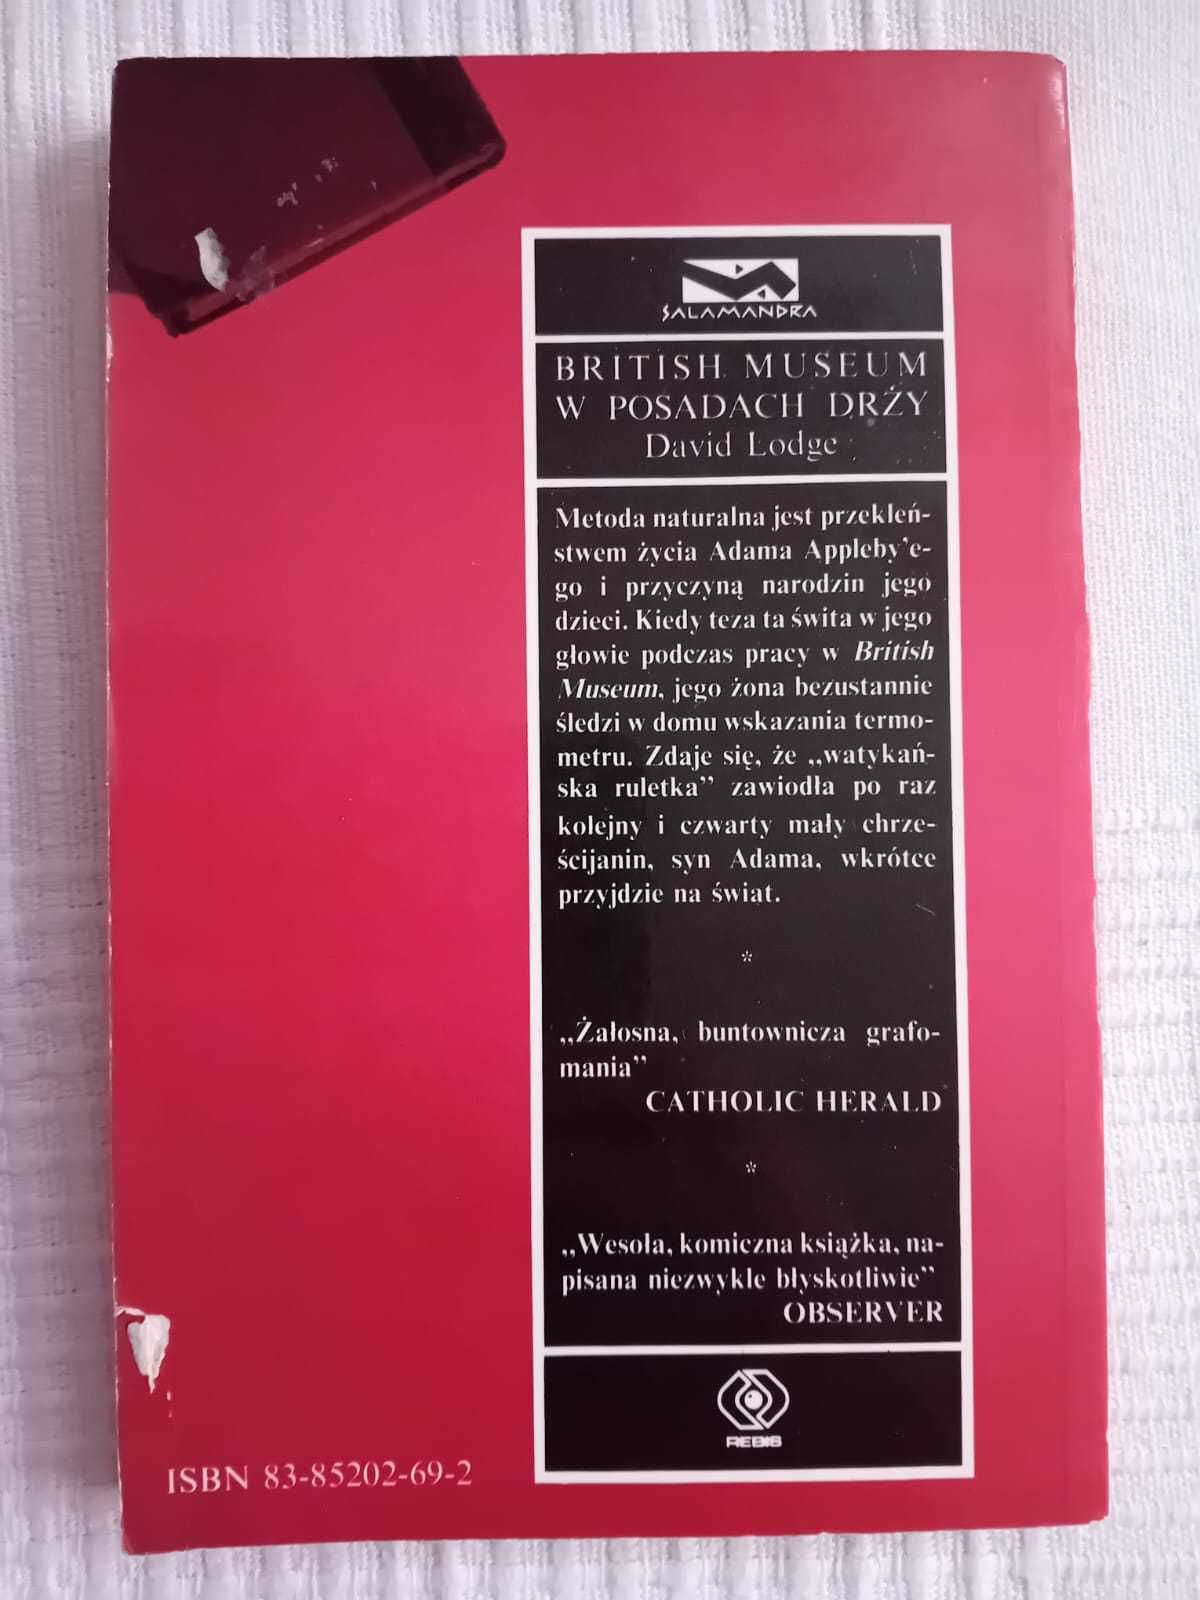 SALAMANDRA
BRITISH MUSEUM
W POSADACH DRŻY
David Lodge
Metoda naturalna jest przekleń-
stwem życia Adama Appleby'e-
go i przyczyną narodzin jego
dzieci. Kiedy teza ta świta w jego
głowie podczas pracy w British
Museum, jego żona bezustannie
śledzi w domu wskazania termo-
metru. Zdaje się, że „watykań-
ska ruletka” zawiodła po raz
kolejny i czwarty mały chrze-
ścijanin, syn Adama, wkrótce
przyjdzie na świat.
*
„Żałosna, buntownicza grafo-
mania”
CATHOLIC HERALD
*
„Wesoła, komiczna książka, na-
pisana niezwykle błyskotliwie”
OBSERVER
REBIS
ISBN 83-85202-69-2